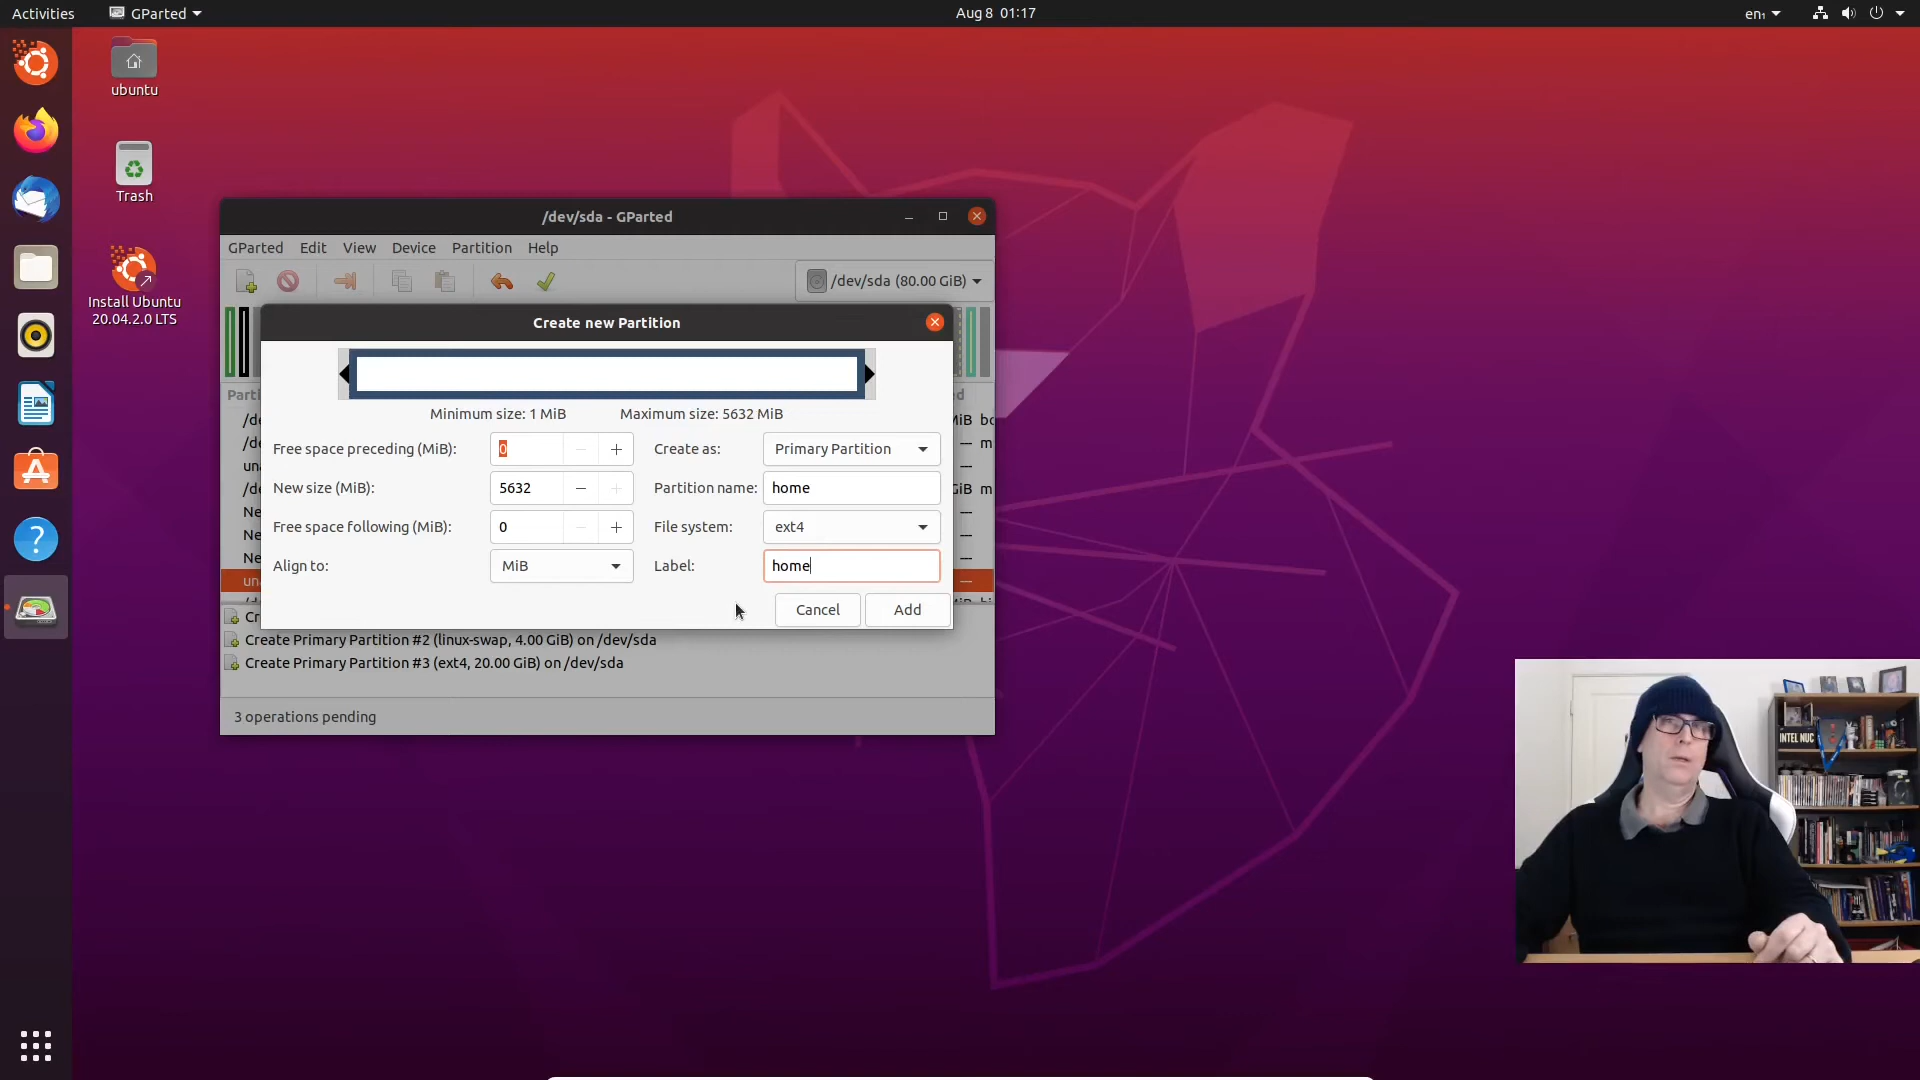 Activities GParted Aug 8 01:17 en₁
ubuntu
Trash
Install Ubuntu
20.04.2.0 LTS
/dev/sda - GParted
GParted Edit View Device Partition Help
/dev/sda (80.00 GiB)
Create new Partition
Minimum size: 1 MiB Maximum size: 5632 MiB
Free space preceding (MiB): 0 Create as: Primary Partition
New size (MiB): 5632 Partition name: home
Free space following (MiB): 0 File system: ext4
Align to: MiB Label: home
Cancel Add
Create Primary Partition #2 (linux-swap, 4.00 GiB) on /dev/sda
Create Primary Partition #3 (ext4, 20.00 GiB) on /dev/sda
3 operations pending
INTEL NUC